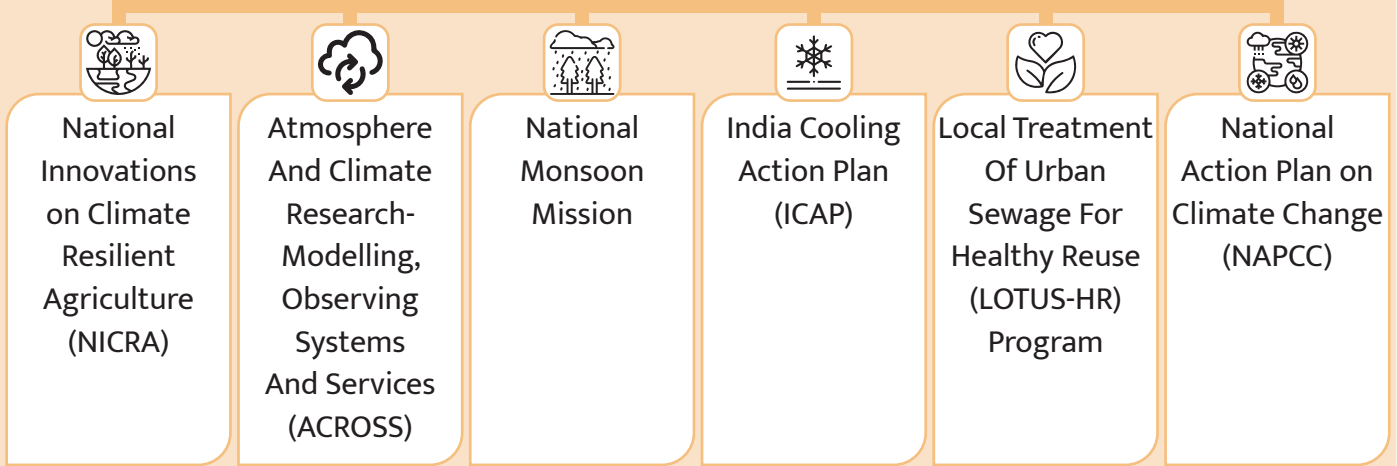 National
Innovations
on Climate
Resilient
Agriculture
(NICRA)
Atmosphere
And Climate
Research-
Modelling,
Observing
Systems
And Services
(ACROSS)
National
Monsoon
Mission
India Cooling
Action Plan
(ICAP)
Local Treatment
Of Urban
Sewage For
Healthy Reuse
(LOTUS-HR)
Program
National
Action Plan on
Climate Change
(NAPCC)